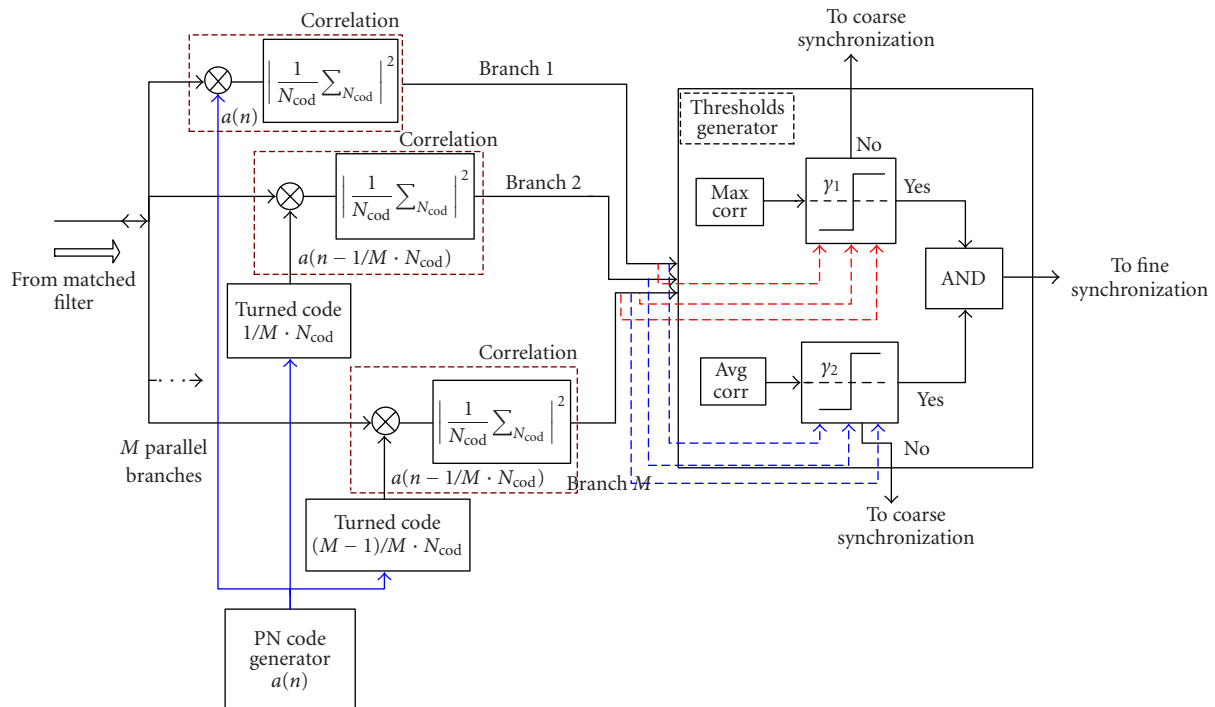 To coarse
synchronization
Correlation
| 1/N_cod ∑_N_cod |^2
Branch 1
a(n)
Thresholds
generator
No
Correlation
| 1/N_cod ∑_N_cod |^2
Branch 2
a(n − 1/M · N_cod)
Max
corr
γ1
Yes
From matched
filter
Turned code
1/M · N_cod
AND
To fine
synchronization
Correlation
| 1/N_cod ∑_N_cod |^2
Avg
corr
γ2
Yes
· · ·
M parallel
branches
a(n − 1/M · N_cod)
Branch M
No
Turned code
(M − 1)/M · N_cod
To coarse
synchronization
PN code
generator
a(n)